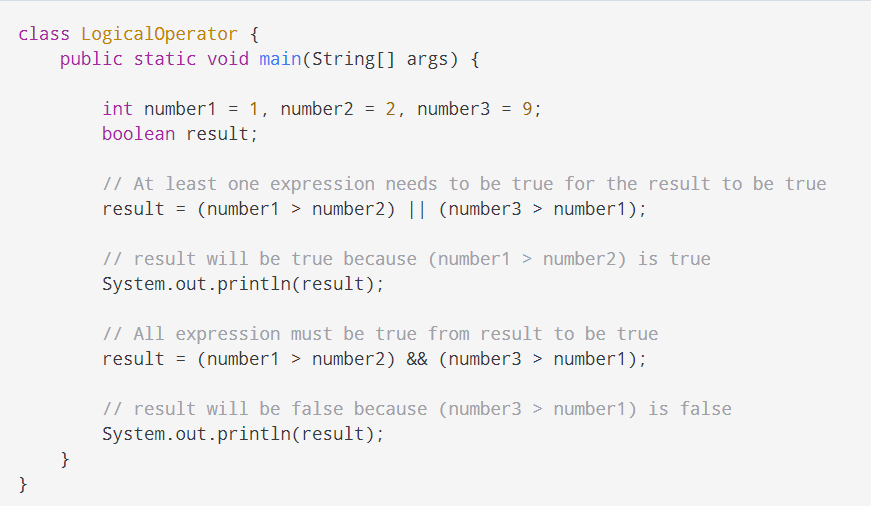 class LogicalOperator {
    public static void main(String[] args) {

        int number1 = 1, number2 = 2, number3 = 9;
        boolean result;

        // At least one expression needs to be true for the result to be true
        result = (number1 > number2) || (number3 > number1);

        // result will be true because (number1 > number2) is true
        System.out.println(result);

        // All expression must be true from result to be true
        result = (number1 > number2) && (number3 > number1);

        // result will be false because (number3 > number1) is false
        System.out.println(result);
    }
}